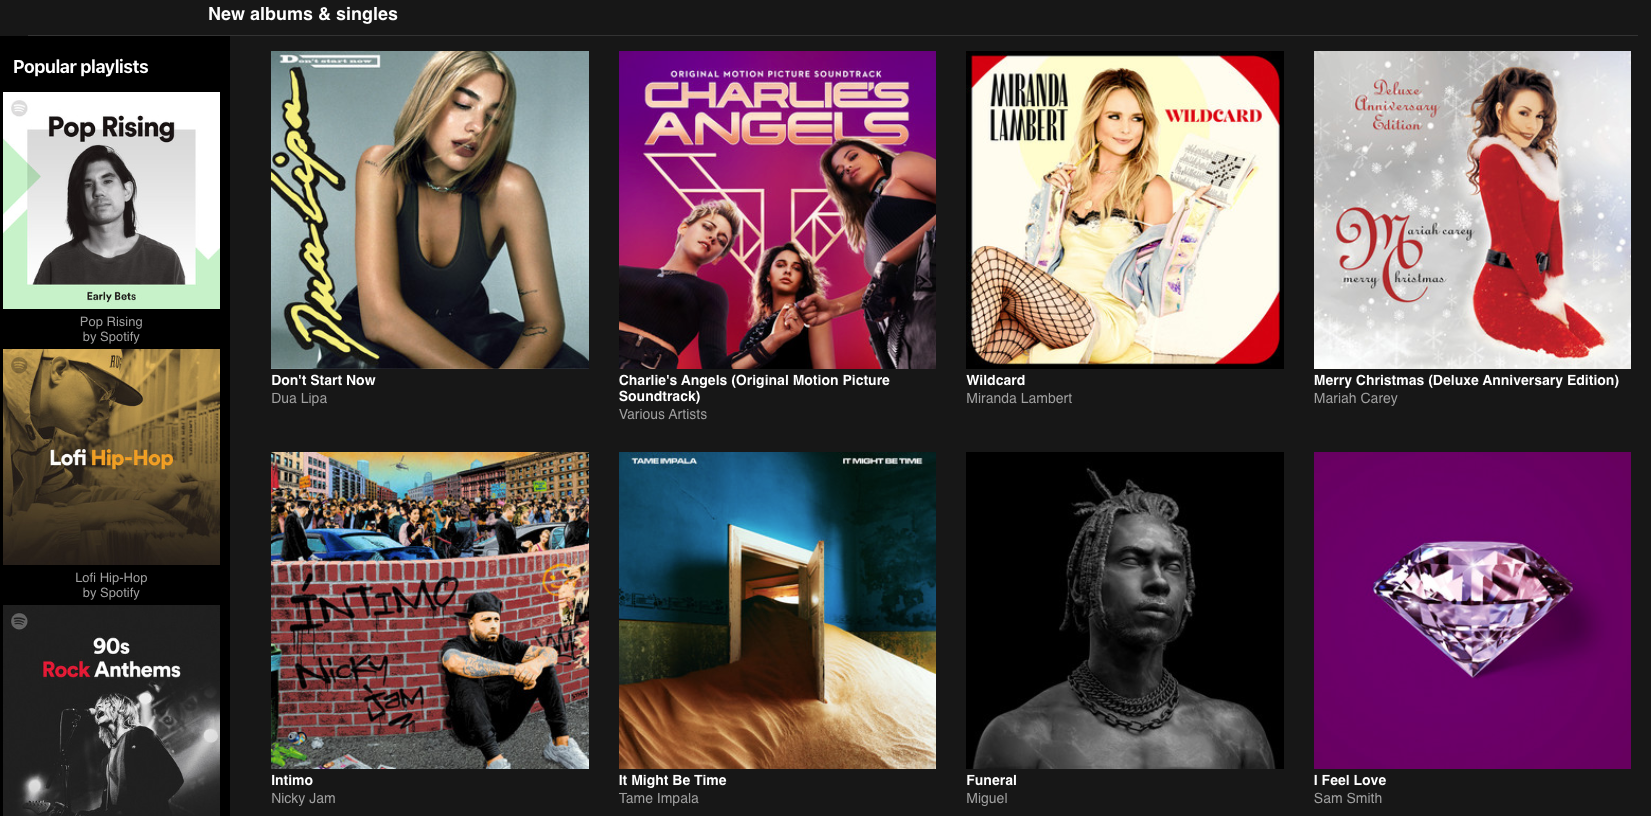 New albums & singles
Popular playlists
Pop Rising
Early Bets
Pop Rising
by Spotify
Lofi Hip-Hop
Lofi Hip-Hop
by Spotify
90s
Rock Anthems
Don't start now
Dua Lipa
Don't Start Now
Dua Lipa
ORIGINAL MOTION PICTURE SOUNDTRACK
CHARLIE'S
ANGELS
Charlie's Angels (Original Motion Picture
Soundtrack)
Various Artists
MIRANDA
LAMBERT
WILDCARD
Wildcard
Miranda Lambert
Deluxe
Anniversary
Edition
Mariah carey
merry Christmas
Merry Christmas (Deluxe Anniversary Edition)
Mariah Carey
ÍNTIMO
Nicky
Jam
Intimo
Nicky Jam
TAME IMPALA
IT MIGHT BE TIME
It Might Be Time
Tame Impala
Funeral
Miguel
I Feel Love
Sam Smith